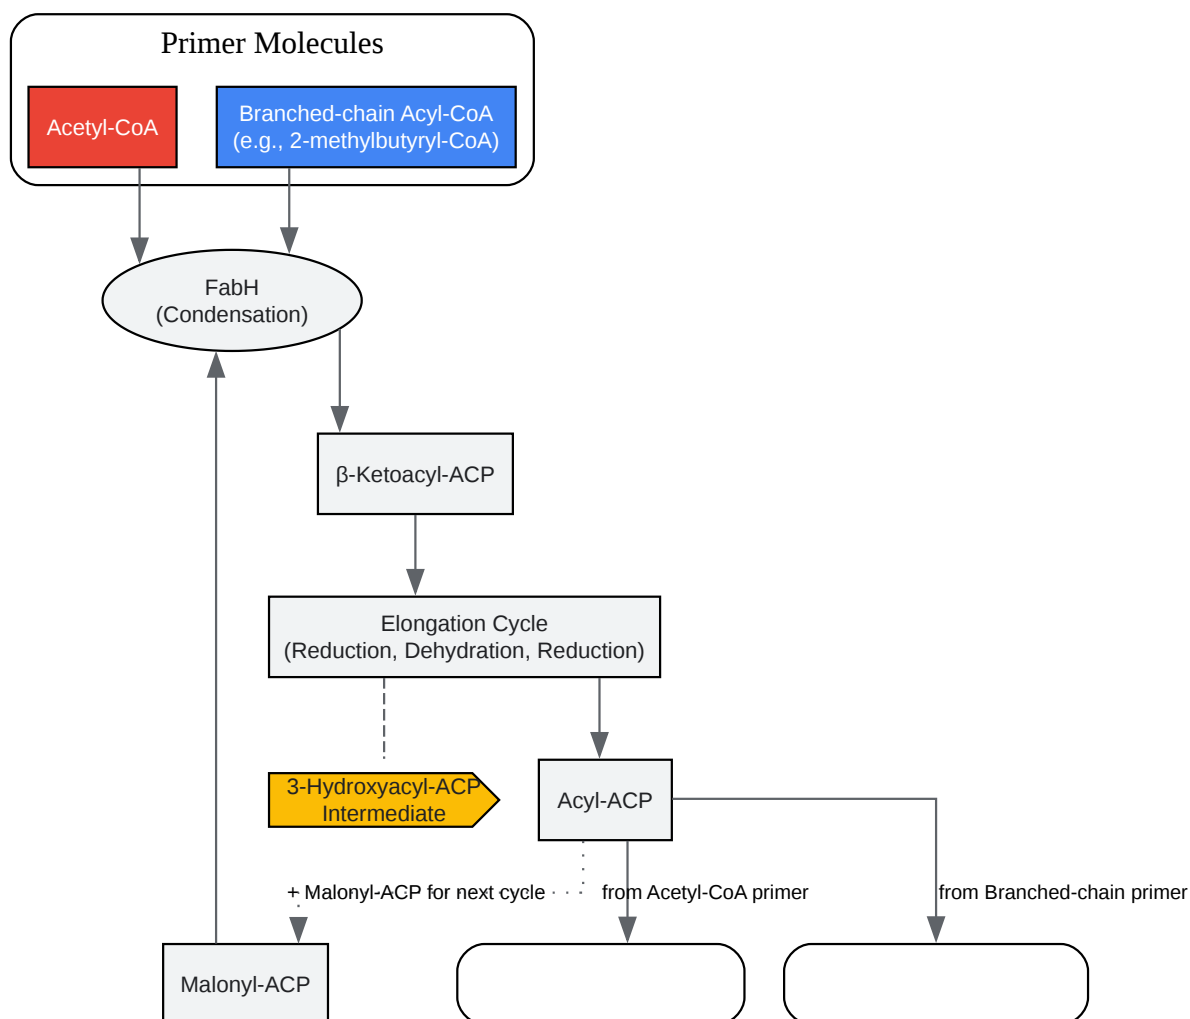 Primer Molecules
Acetyl-CoA
Branched-chain Acyl-CoA
(e.g., 2-methylbutyryl-CoA)
FabH
(Condensation)
β-Ketoacyl-ACP
Elongation Cycle
(Reduction, Dehydration, Reduction)
3-Hydroxyacyl-ACP
Intermediate
Acyl-ACP
+ Malonyl-ACP for next cycle
from Acetyl-CoA primer
from Branched-chain primer
Malonyl-ACP